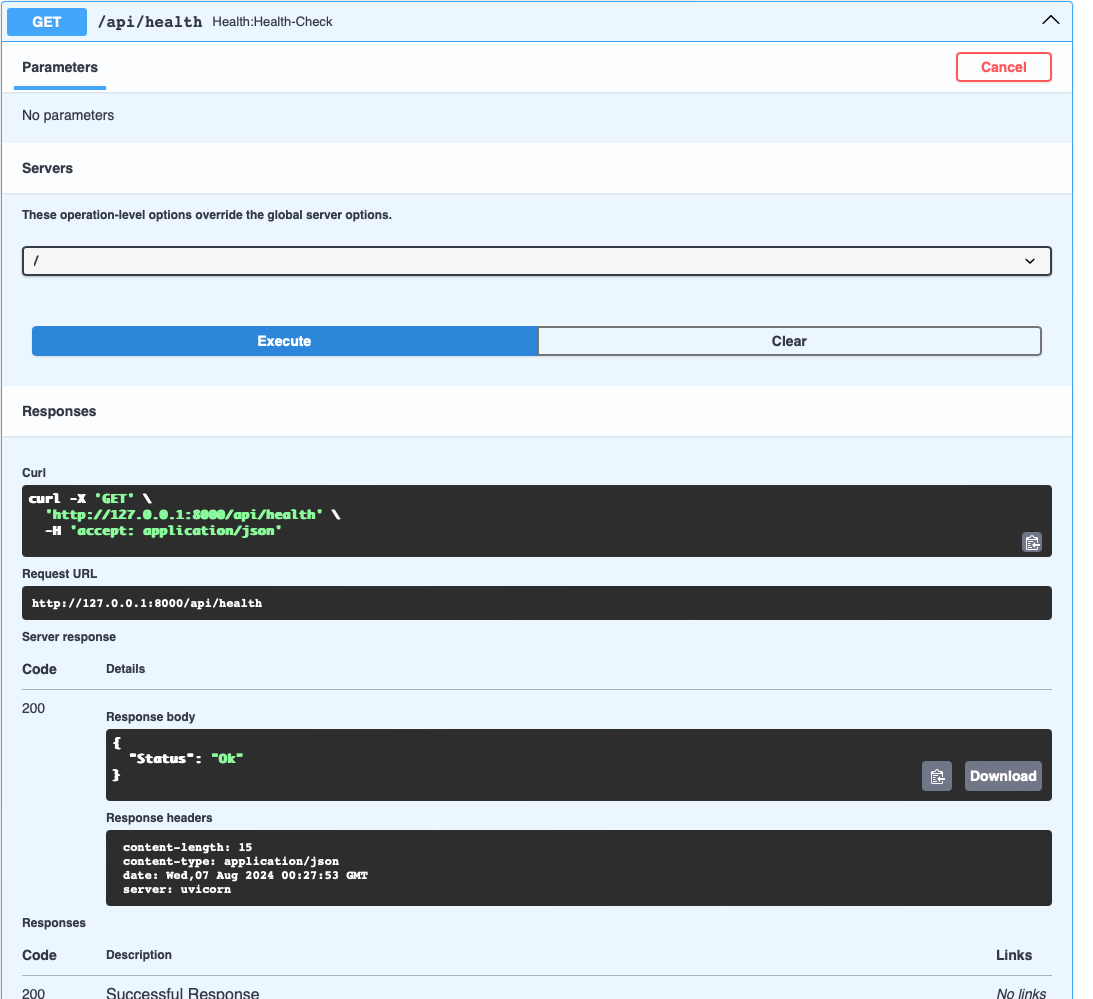 GET /api/health Health:Health-Check
Parameters Cancel
No parameters
Servers
These operation-level options override the global server options.
/
Execute Clear
Responses
Curl
curl -X 'GET' \
'http://127.0.0.1:8000/api/health' \
-H 'accept: application/json'
Request URL
http://127.0.0.1:8000/api/health
Server response
Code Details
200
Response body
{
"Status": "Ok"
}
Download
Response headers
content-length: 15
content-type: application/json
date: Wed,07 Aug 2024 00:27:53 GMT
server: uvicorn
Responses
Code Description Links
200 Successful Response No links